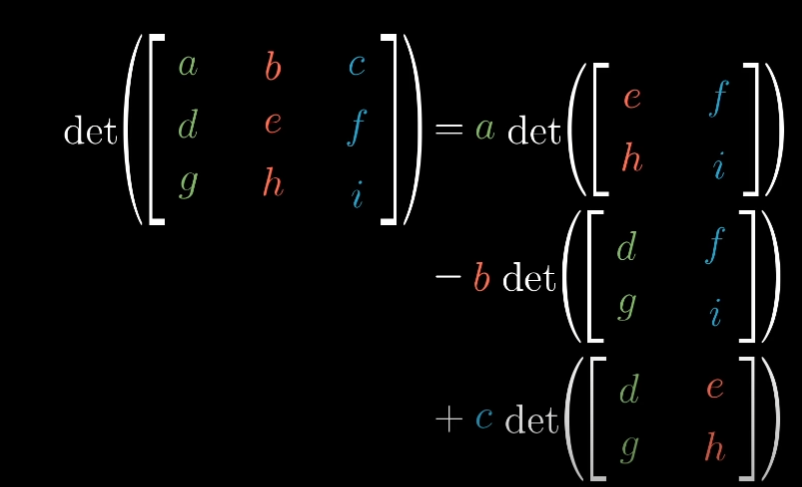 det([a b c
d e f
g h i]) = a det([e f
h i])
− b det([d f
g i])
+ c det([d e
g h])